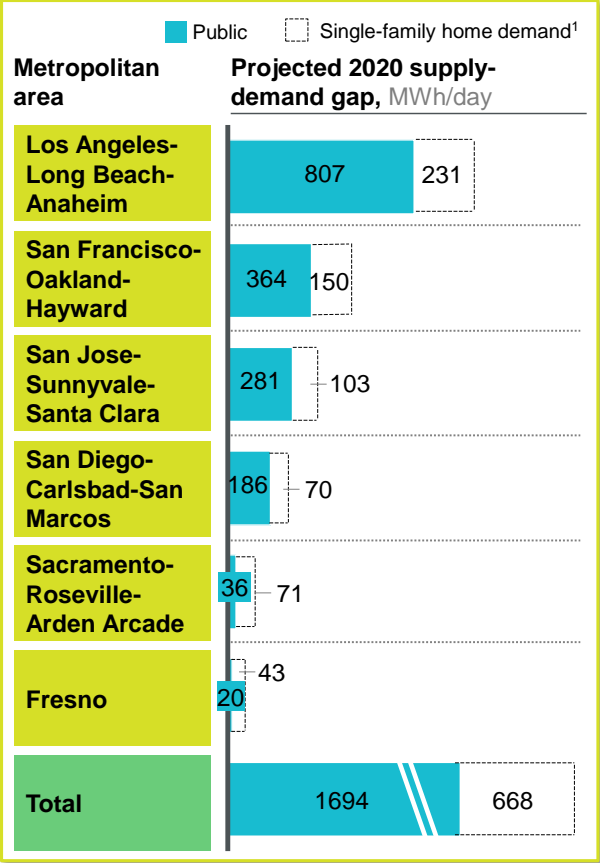 Public
Single-family home demand¹
Metropolitan
area
Projected 2020 supply-
demand gap, MWh/day
Los Angeles-
Long Beach-
Anaheim
807
231
San Francisco-
Oakland-
Hayward
364
150
San Jose-
Sunnyvale-
Santa Clara
281
103
San Diego-
Carlsbad-San
Marcos
186
70
Sacramento-
Roseville-
Arden Arcade
36
71
Fresno
20
43
Total
1694
668